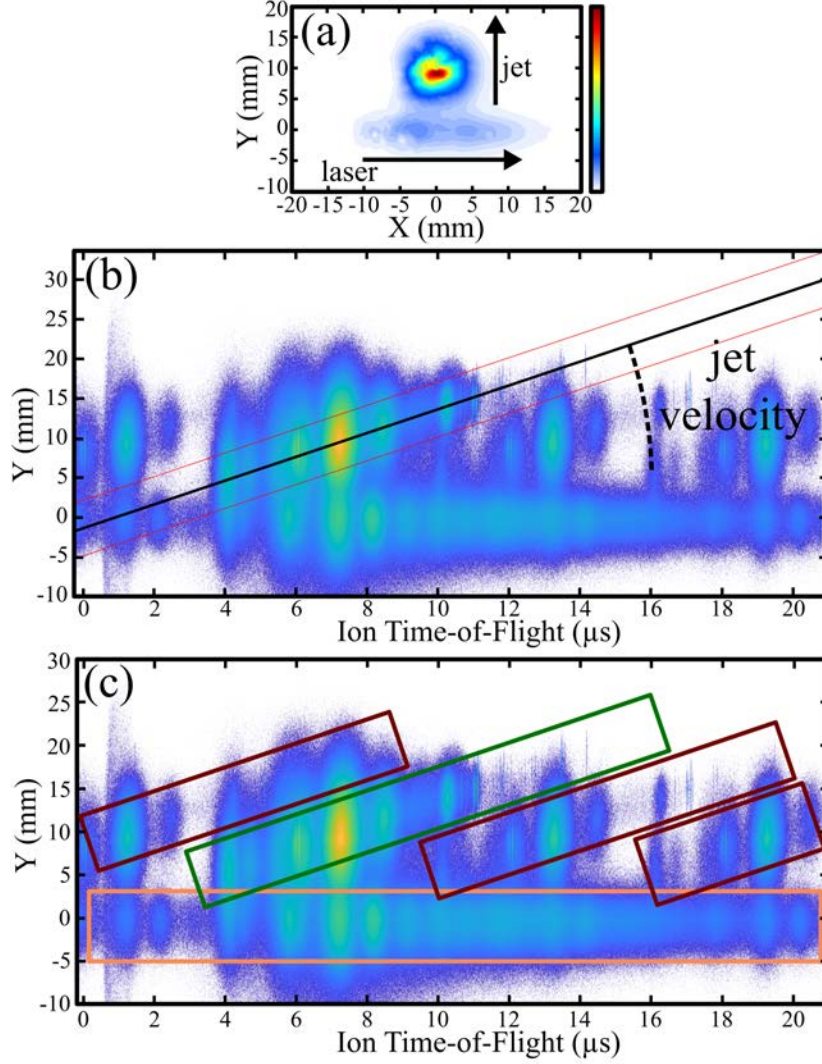 (a)
20
15
10
5
0
-5
-10
Y (mm)
jet
laser
-20 -15 -10 -5 0 5 10 15 20
X (mm)
(b)
30
25
20
15
10
5
0
-5
-10
Y (mm)
jet
velocity
0 2 4 6 8 10 12 14 16 18 20
Ion Time-of-Flight (µs)
(c)
30
25
20
15
10
5
0
-5
-10
Y (mm)
0 2 4 6 8 10 12 14 16 18 20
Ion Time-of-Flight (µs)